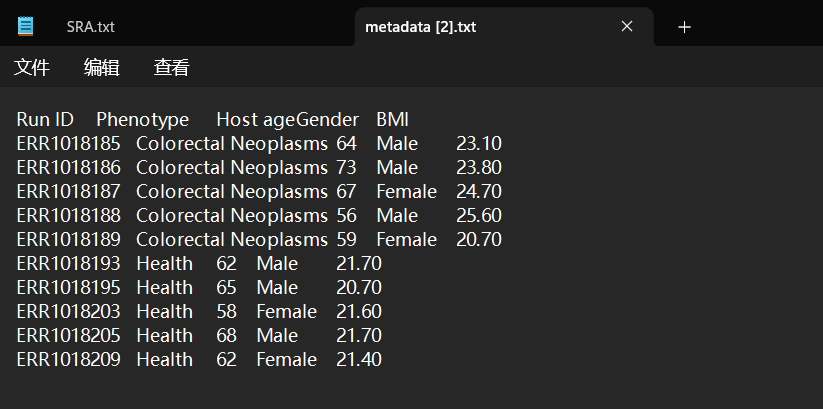 SRA.txt
metadata [2].txt
文件 编辑 查看
Run ID Phenotype Host age Gender BMI
ERR1018185 Colorectal Neoplasms 64 Male 23.10
ERR1018186 Colorectal Neoplasms 73 Male 23.80
ERR1018187 Colorectal Neoplasms 67 Female 24.70
ERR1018188 Colorectal Neoplasms 56 Male 25.60
ERR1018189 Colorectal Neoplasms 59 Female 20.70
ERR1018193 Health 62 Male 21.70
ERR1018195 Health 65 Male 20.70
ERR1018203 Health 58 Female 21.60
ERR1018205 Health 68 Male 21.70
ERR1018209 Health 62 Female 21.40